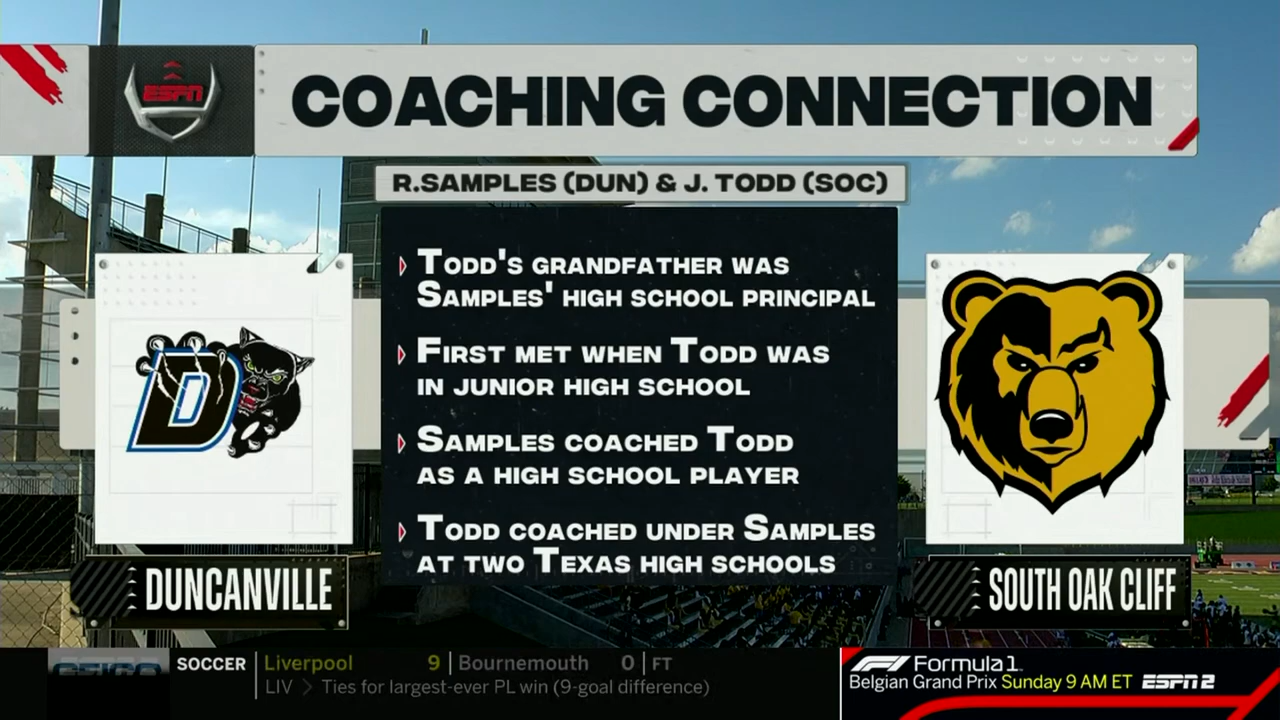 ESPN
COACHING CONNECTION
R.SAMPLES (DUN) & J. TODD (SOC)
TODD'S GRANDFATHER WAS
SAMPLES' HIGH SCHOOL PRINCIPAL
FIRST MET WHEN TODD WAS
IN JUNIOR HIGH SCHOOL
SAMPLES COACHED TODD
AS A HIGH SCHOOL PLAYER
TODD COACHED UNDER SAMPLES
AT TWO TEXAS HIGH SCHOOLS
D
DUNCANVILLE
SOUTH OAK CLIFF
SOCCER
Liverpool 9 Bournemouth 0 FT
LIV > Ties for largest-ever PL win (9-goal difference)
F1 Formula 1
Belgian Grand Prix Sunday 9 AM ET ESPN2